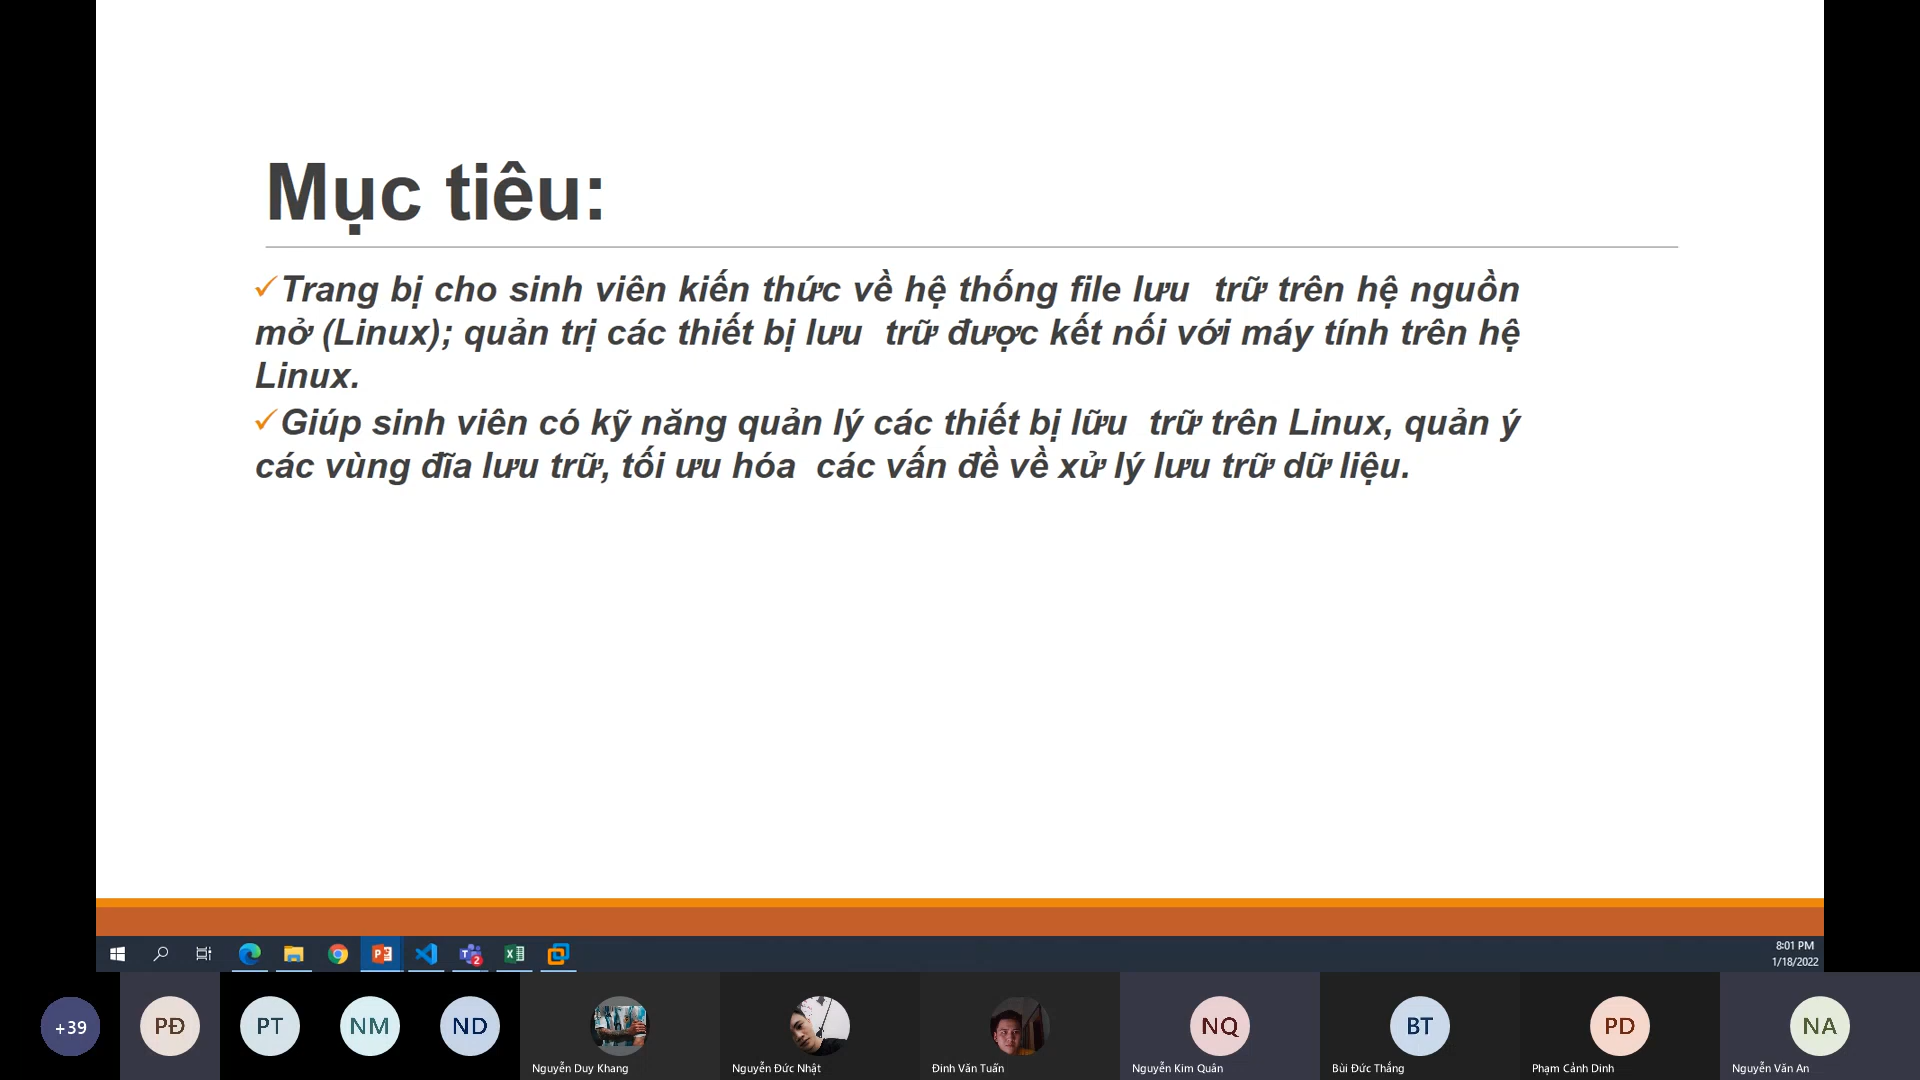 Mục tiêu:
✓Trang bị cho sinh viên kiến thức về hệ thống file lưu trữ trên hệ nguồn
mở (Linux); quản trị các thiết bị lưu trữ được kết nối với máy tính trên hệ
Linux.
✓Giúp sinh viên có kỹ năng quản lý các thiết bị lữu trữ trên Linux, quản ý
các vùng đĩa lưu trữ, tối ưu hóa các vấn đề về xử lý lưu trữ dữ liệu.
2
8:01 PM
1/18/2022
+39
PĐ
PT
NM
ND
NQ
BT
PD
NA
Nguyễn Duy Khang
Nguyễn Đức Nhật
Đinh Văn Tuấn
Nguyễn Kim Quân
Bùi Đức Thắng
Phạm Cảnh Dinh
Nguyễn Văn An